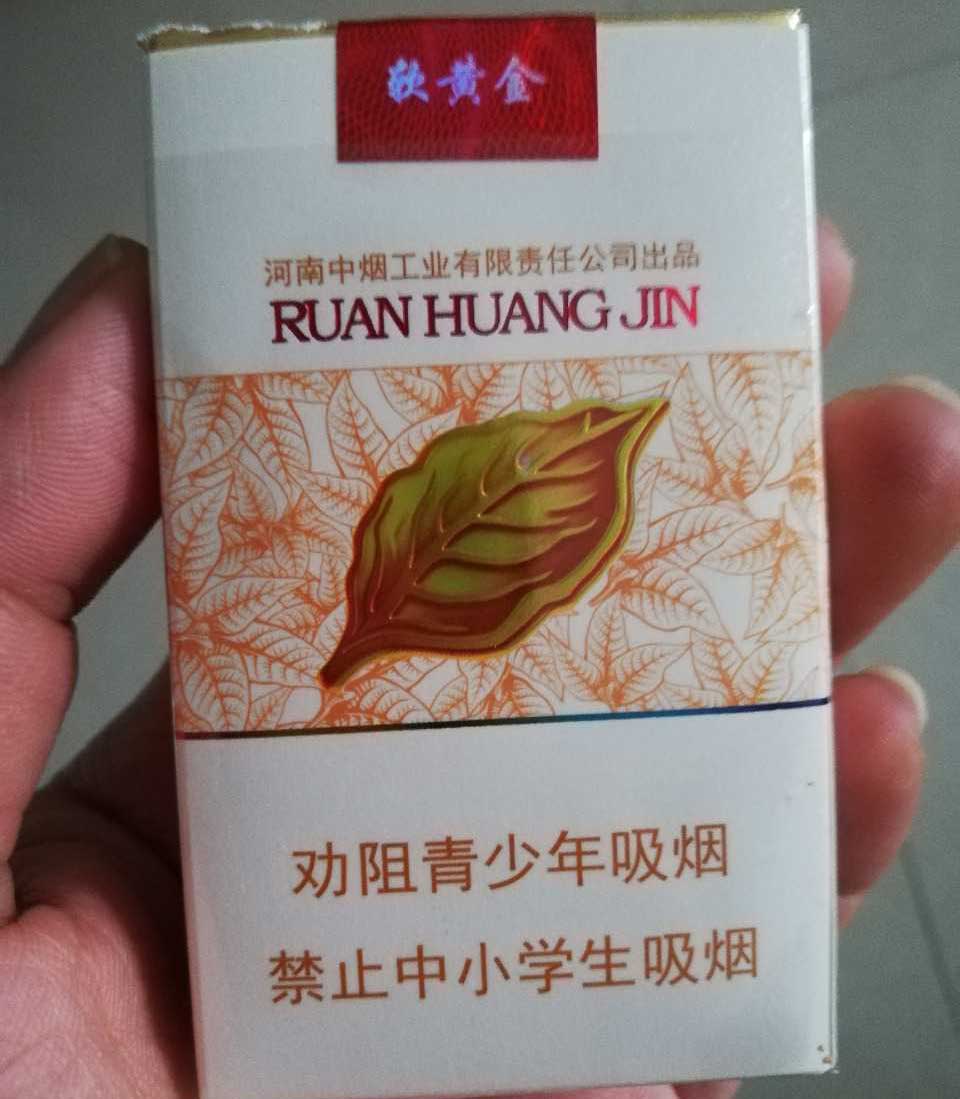 软黄金
河南中烟工业有限责任公司出品
RUAN HUANG JIN
劝阻青少年吸烟
禁止中小学生吸烟